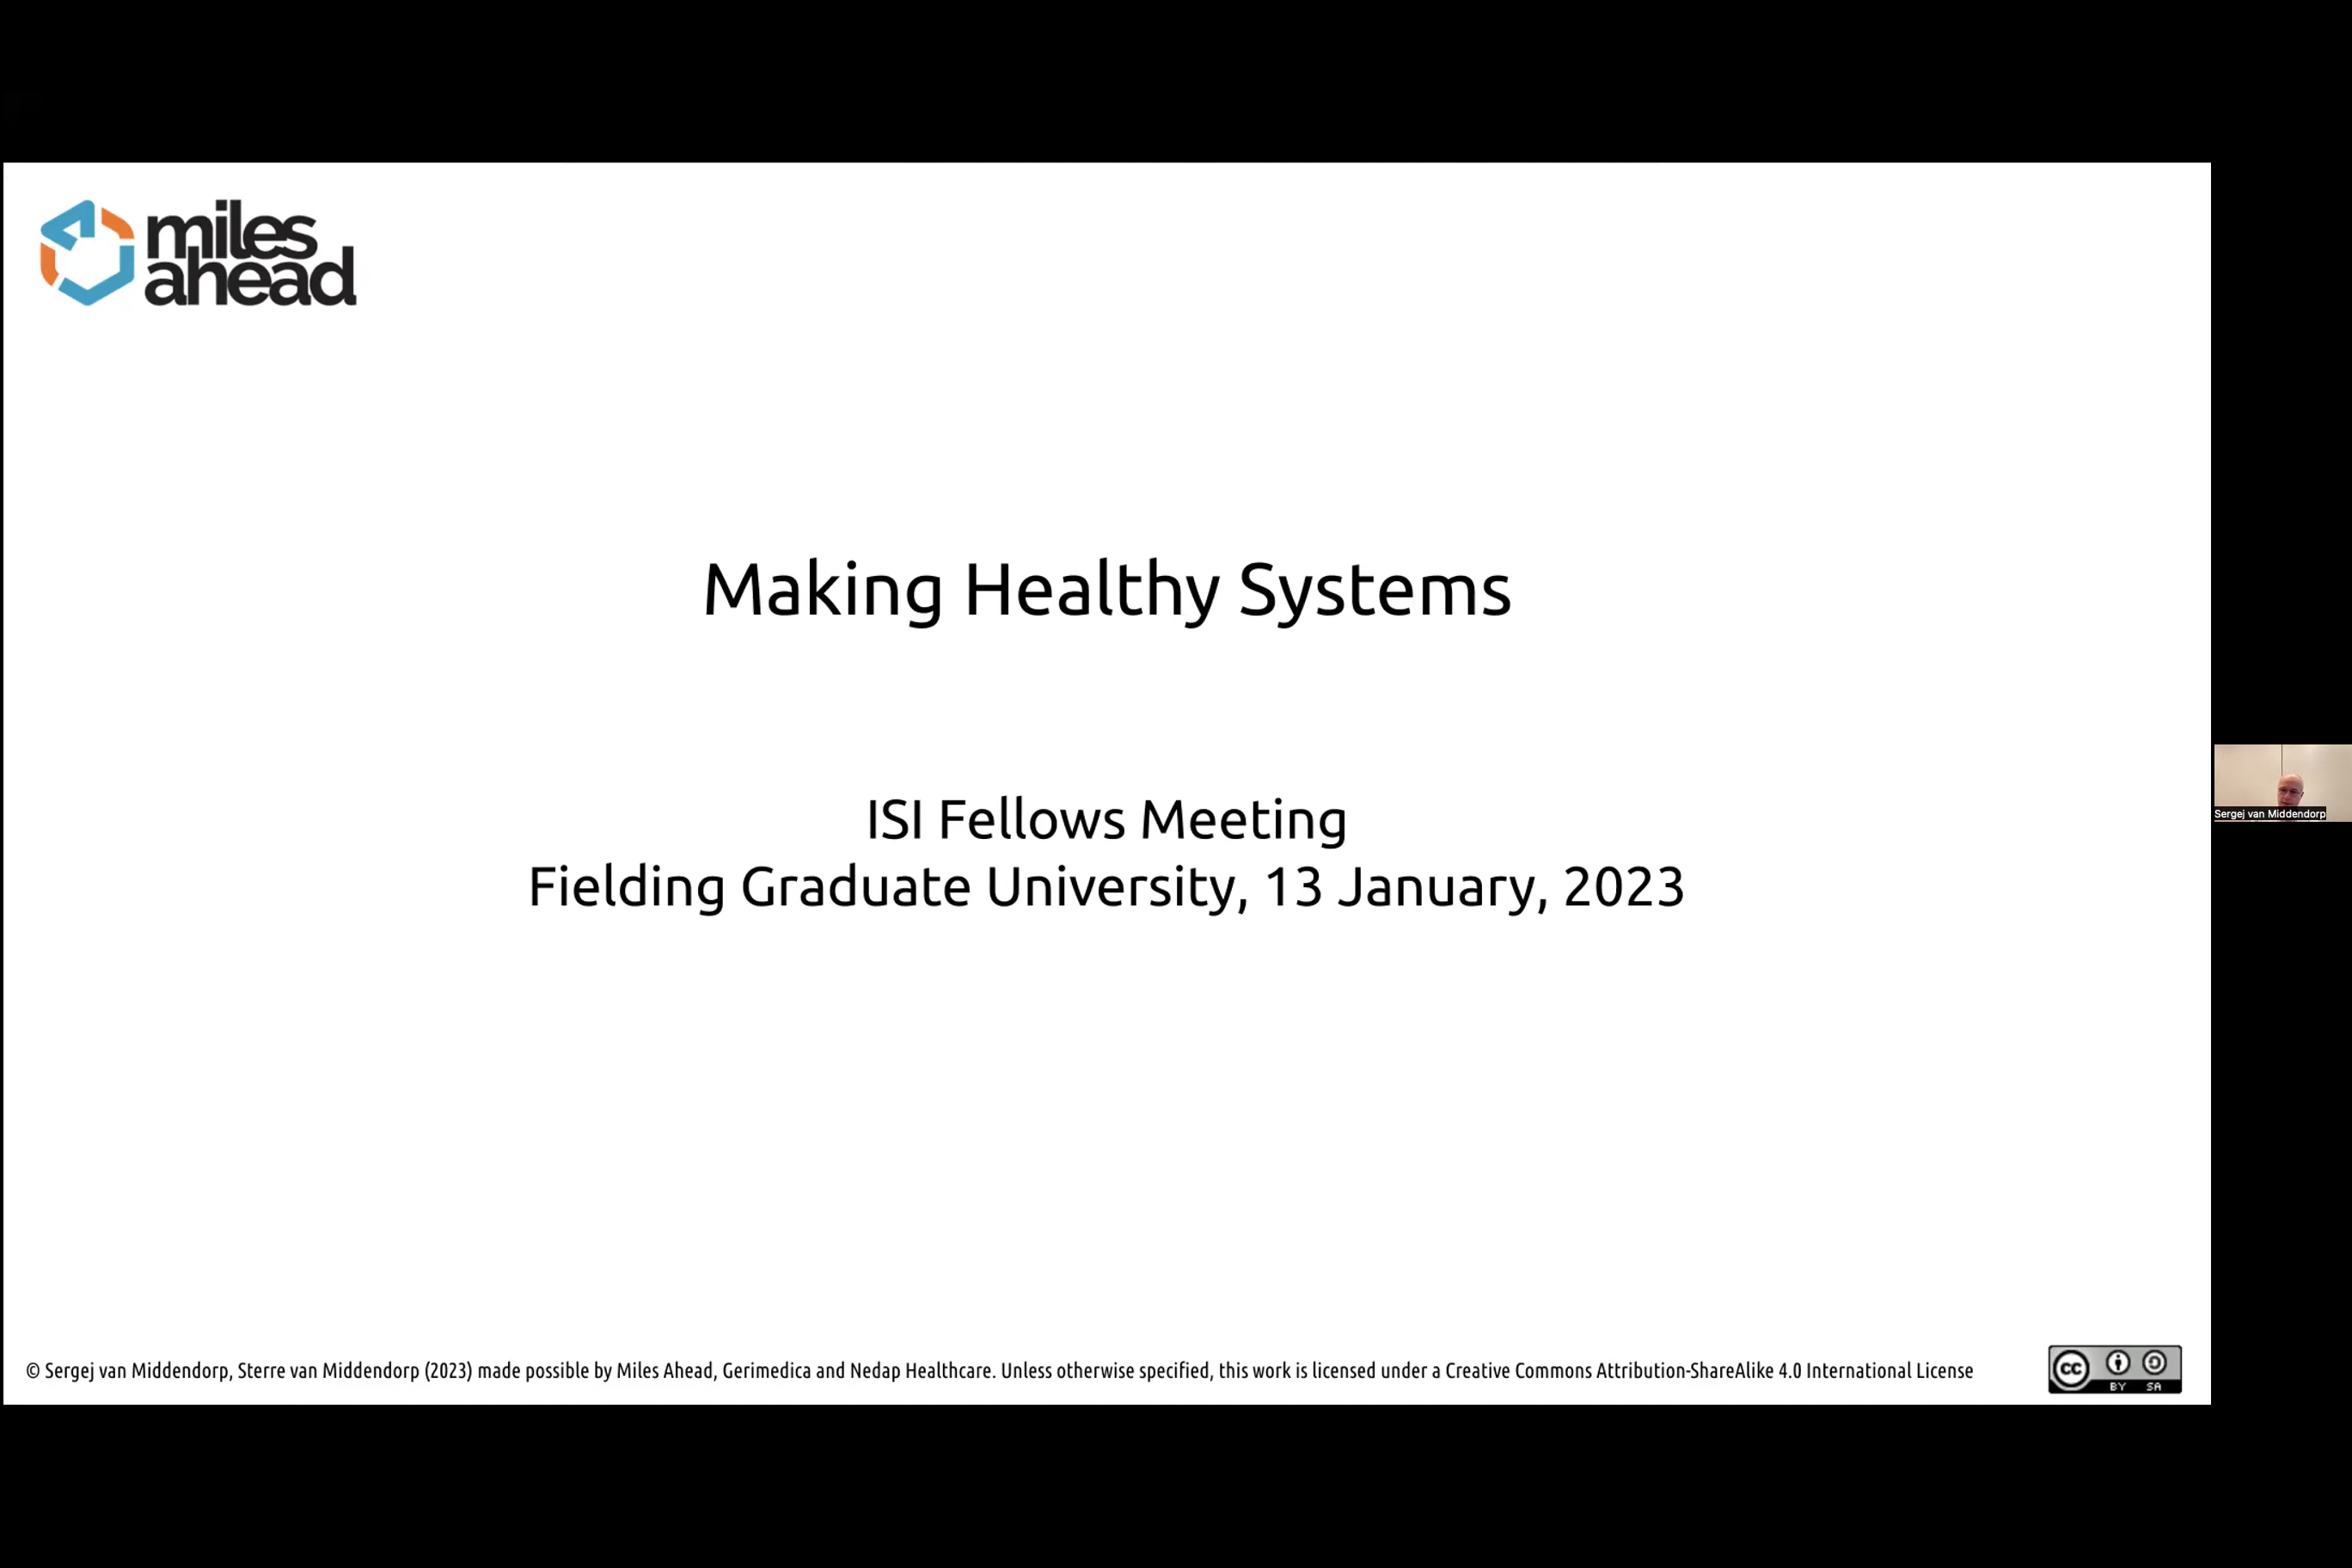 miles
ahead
Making Healthy Systems
ISI Fellows Meeting
Fielding Graduate University, 13 January, 2023
Sergej van Middendorp
© Sergej van Middendorp, Sterre van Middendorp (2023) made possible by Miles Ahead, Gerimedica and Nedap Healthcare. Unless otherwise specified, this work is licensed under a Creative Commons Attribution-ShareAlike 4.0 International License
cc
BY SA